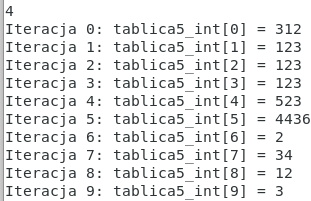 4
Iteracja 0: tablica5_int[0] = 312
Iteracja 1: tablica5_int[1] = 123
Iteracja 2: tablica5_int[2] = 123
Iteracja 3: tablica5_int[3] = 123
Iteracja 4: tablica5_int[4] = 523
Iteracja 5: tablica5_int[5] = 4436
Iteracja 6: tablica5_int[6] = 2
Iteracja 7: tablica5_int[7] = 34
Iteracja 8: tablica5_int[8] = 12
Iteracja 9: tablica5_int[9] = 3